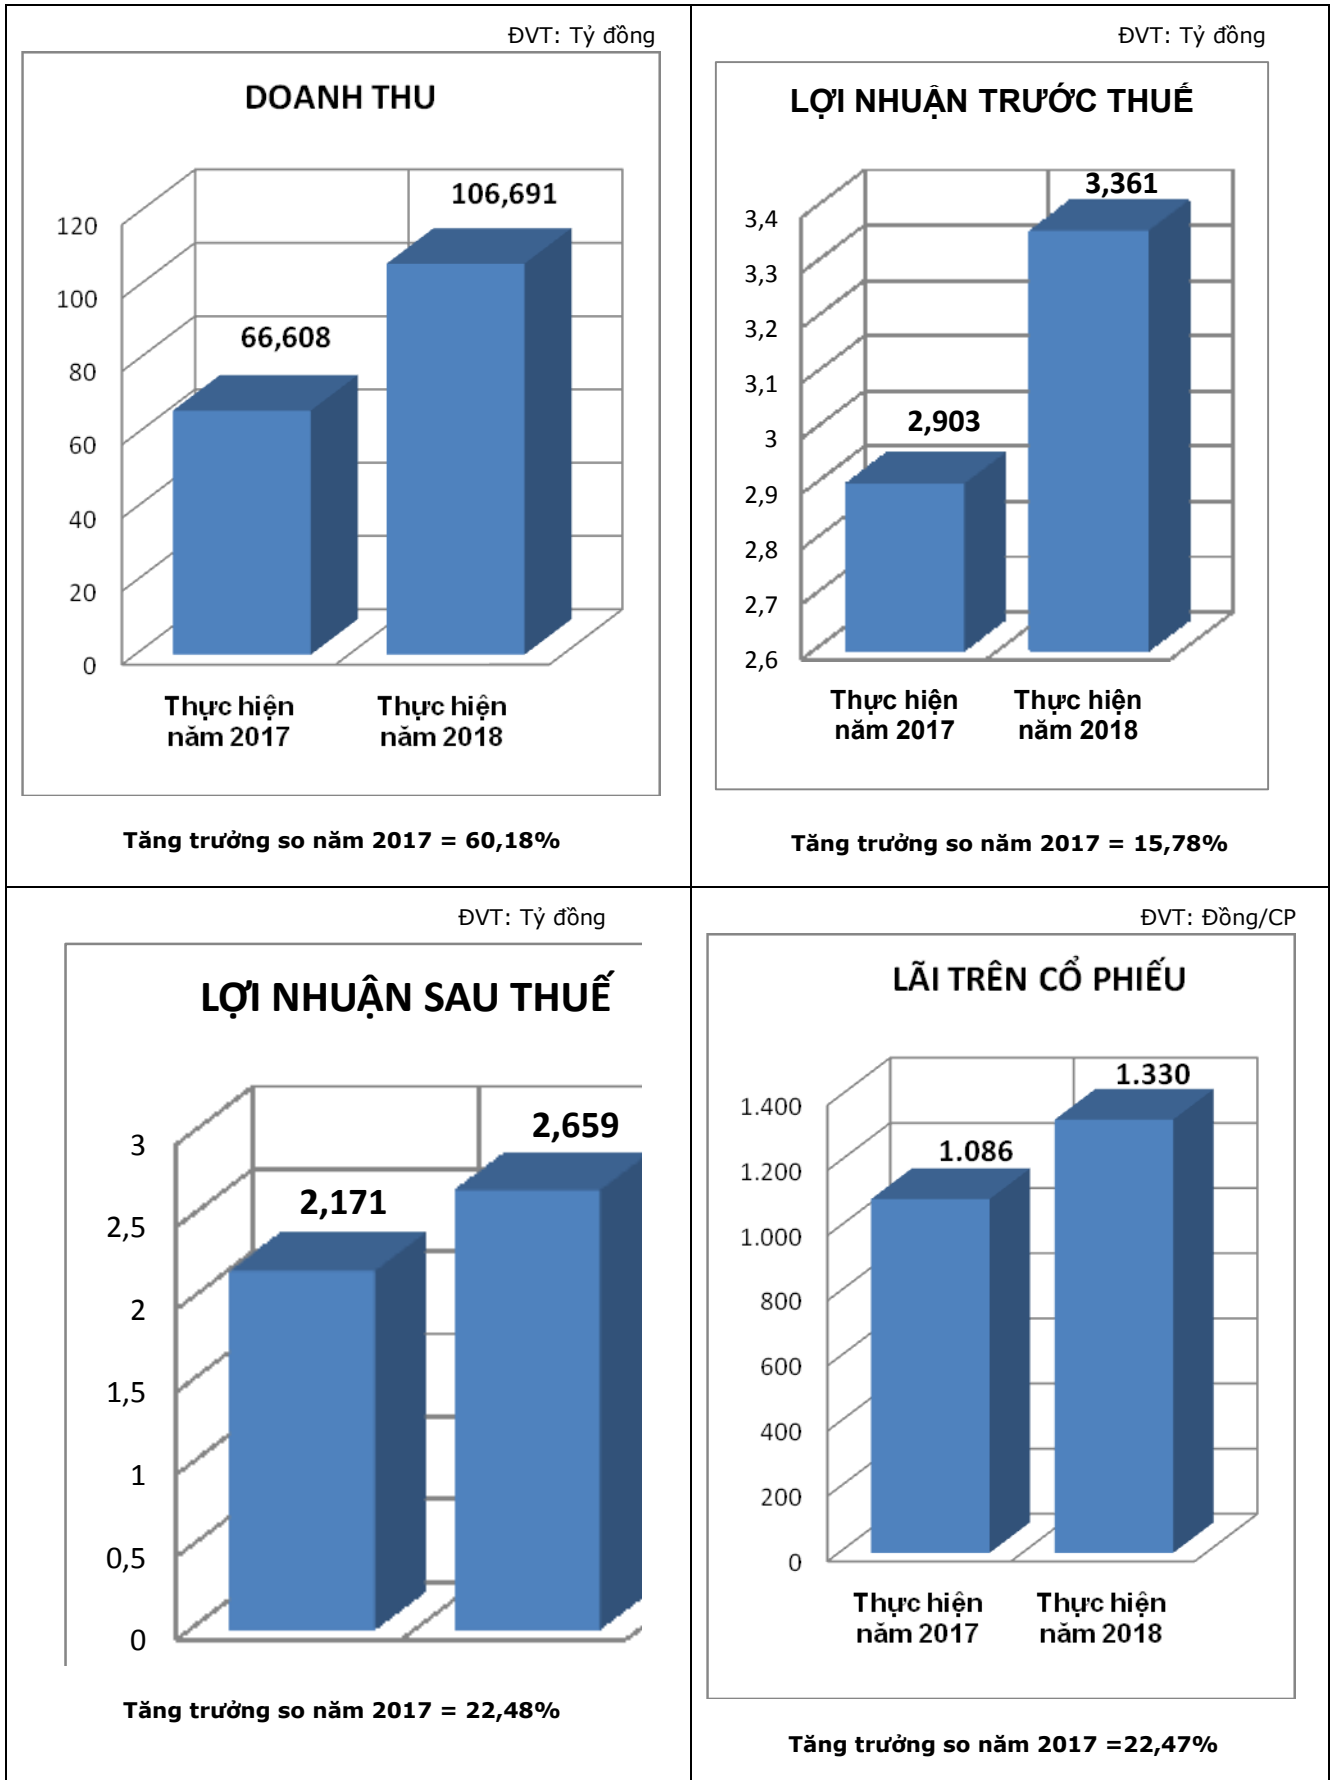 ĐVT: Tỷ đồng
DOANH THU
106,691
120
100
66,608
80
60
40
20
0
Thực hiện
năm 2017
Thực hiện
năm 2018
Tăng trưởng so năm 2017 = 60,18%
ĐVT: Tỷ đồng
LỢI NHUẬN TRƯỚC THUẾ
3,361
3,4
3,3
3,2
3,1
2,903
3
2,9
2,8
2,7
2,6
Thực hiện
năm 2017
Thực hiện
năm 2018
Tăng trưởng so năm 2017 = 15,78%
ĐVT: Tỷ đồng
LỢI NHUẬN SAU THUẾ
2,659
3
2,171
2,5
2
1,5
1
0,5
0
Tăng trưởng so năm 2017 = 22,48%
ĐVT: Đồng/CP
LÃI TRÊN CỔ PHIẾU
1.330
1.400
1.086
1.200
1.000
800
600
400
200
0
Thực hiện
năm 2017
Thực hiện
năm 2018
Tăng trưởng so năm 2017 =22,47%